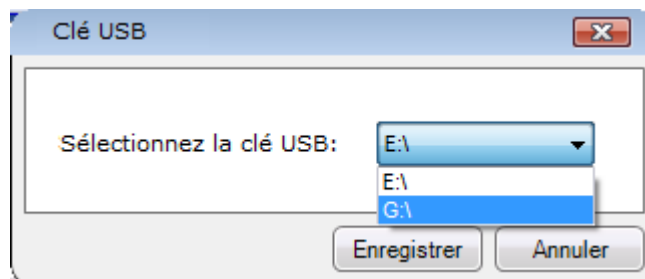 Clé USB
Sélectionnez la clé USB: E:\
E:\
G:\
Enregistrer Annuler